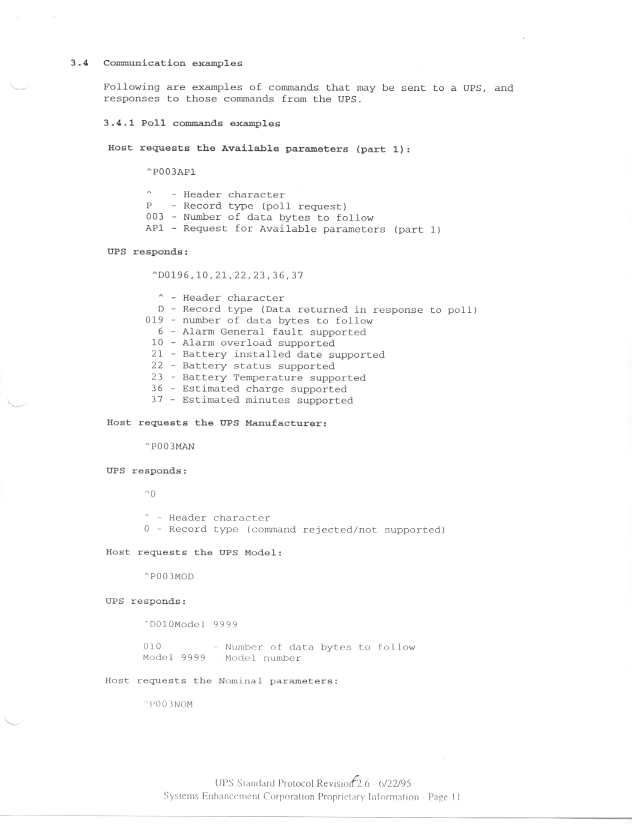 3.4 Communication examples
Following are examples of commands that may be sent to a UPS, and
responses to those commands from the UPS.
3.4.1 Poll commands examples
Host requests the Available parameters (part 1):
^P003AP1
^ - Header character
P - Record type (poll request)
003 - Number of data bytes to follow
AP1 - Request for Available parameters (part 1)
UPS responds:
^D0196,10,21,22,23,36,37
^ - Header character
D - Record type (Data returned in response to poll)
019 - number of data bytes to follow
6 - Alarm General fault supported
10 - Alarm overload supported
21 - Battery installed date supported
22 - Battery status supported
23 - Battery Temperature supported
36 - Estimated charge supported
37 - Estimated minutes supported
Host requests the UPS Manufacturer:
^P003MAN
UPS responds:
^0
^ - Header character
0 - Record type (command rejected/not supported)
Host requests the UPS Model:
^P003MOD
UPS responds:
^D010Model 9999
010 - Number of data bytes to follow
Model 9999 - Model number
Host requests the Nominal parameters:
^P003NOM
UPS Standard Protocol Revision 2.6 - 6/22/95
Systems Enhancement Corporation Proprietary Information - Page 11